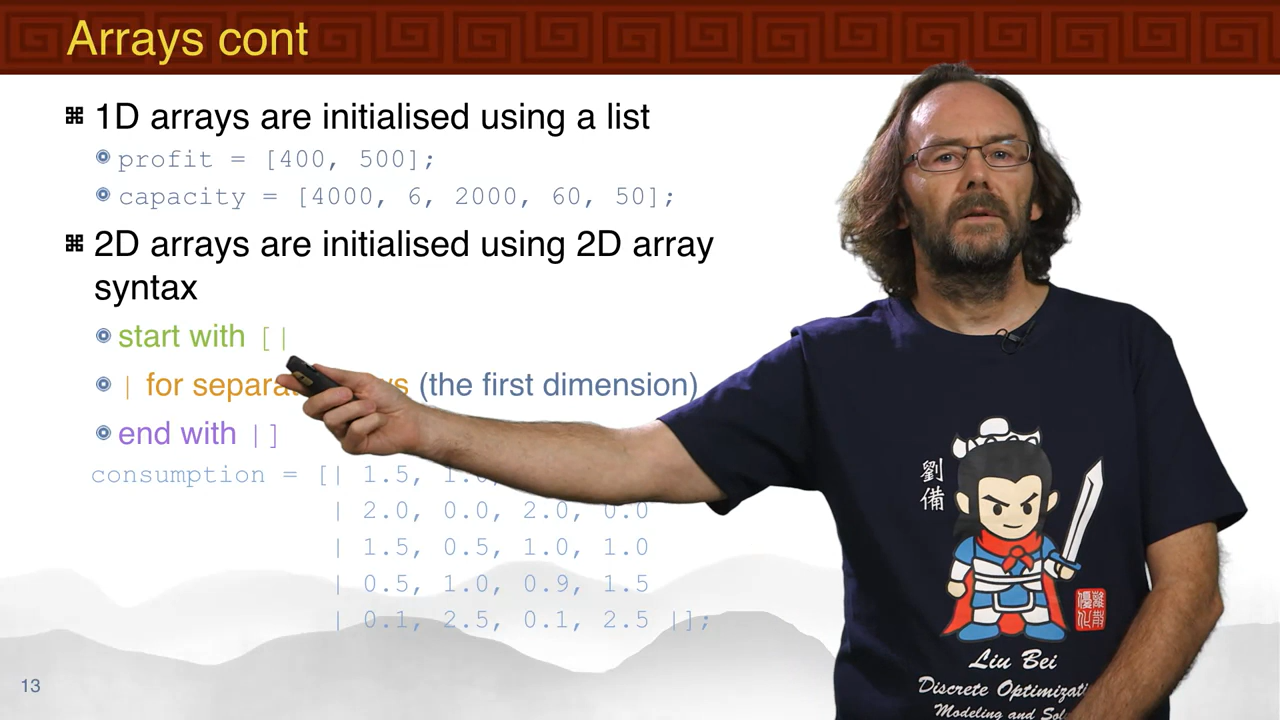 Arrays cont
1D arrays are initialised using a list
profit = [400, 500];
capacity = [4000, 6, 2000, 60, 50];
2D arrays are initialised using 2D array
syntax
start with [|
| for (the first dimension)
end with |]
consumption = [| 1.5,
| 2.0, 0.0, 2.0, 0.0
| 1.5, 0.5, 1.0, 1.0
| 0.5, 1.0, 0.9, 1.5
| 0.1, 2.5, 0.1, 2.5 |];
13
劉備
Liu Bei
Discrete
Modeling and